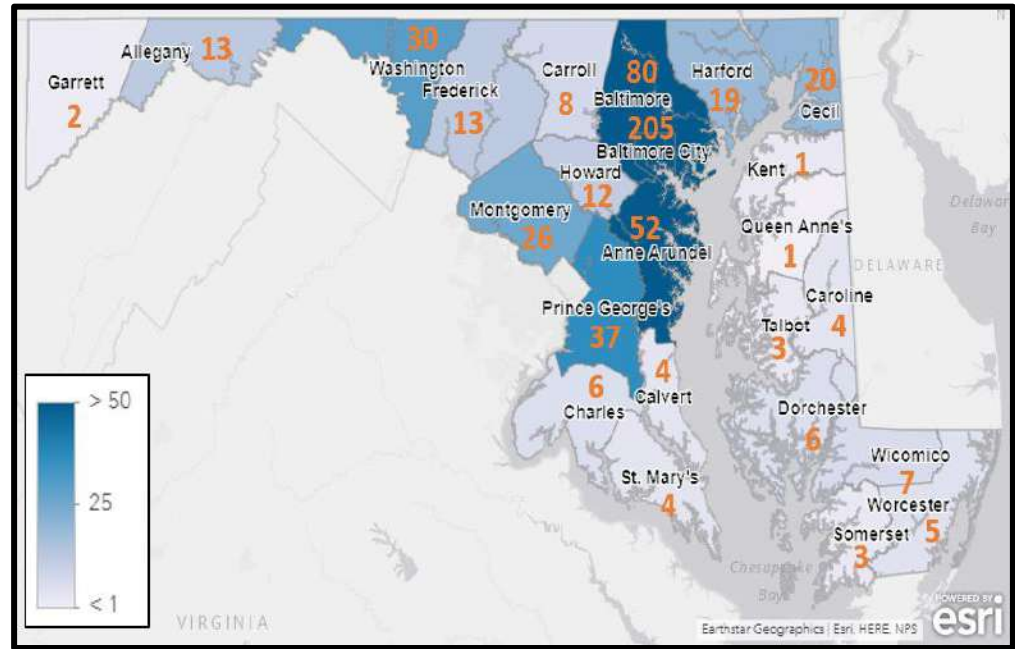 Garrett
2
Allegany
13
30
Washington
Frederick
13
Carroll
8
80
Baltimore
205
Baltimore City
Harford
19
20
Cecil
Howard
12
Montgomery
26
52
Anne Arundel
Prince George's
37
Kent
1
Queen Anne's
1
Caroline
4
Talbot
3
6
Charles
4
Calvert
St. Mary's
4
Dorchester
6
Wicomico
7
Worcester
5
Somerset
3
> 50
25
< 1
VIRGINIA
DELAWARE
Delawar
Bay
Chesapeake
Bay
N
Earthstar Geographics | Esri, HERE, NPS
POWERED BY
esri